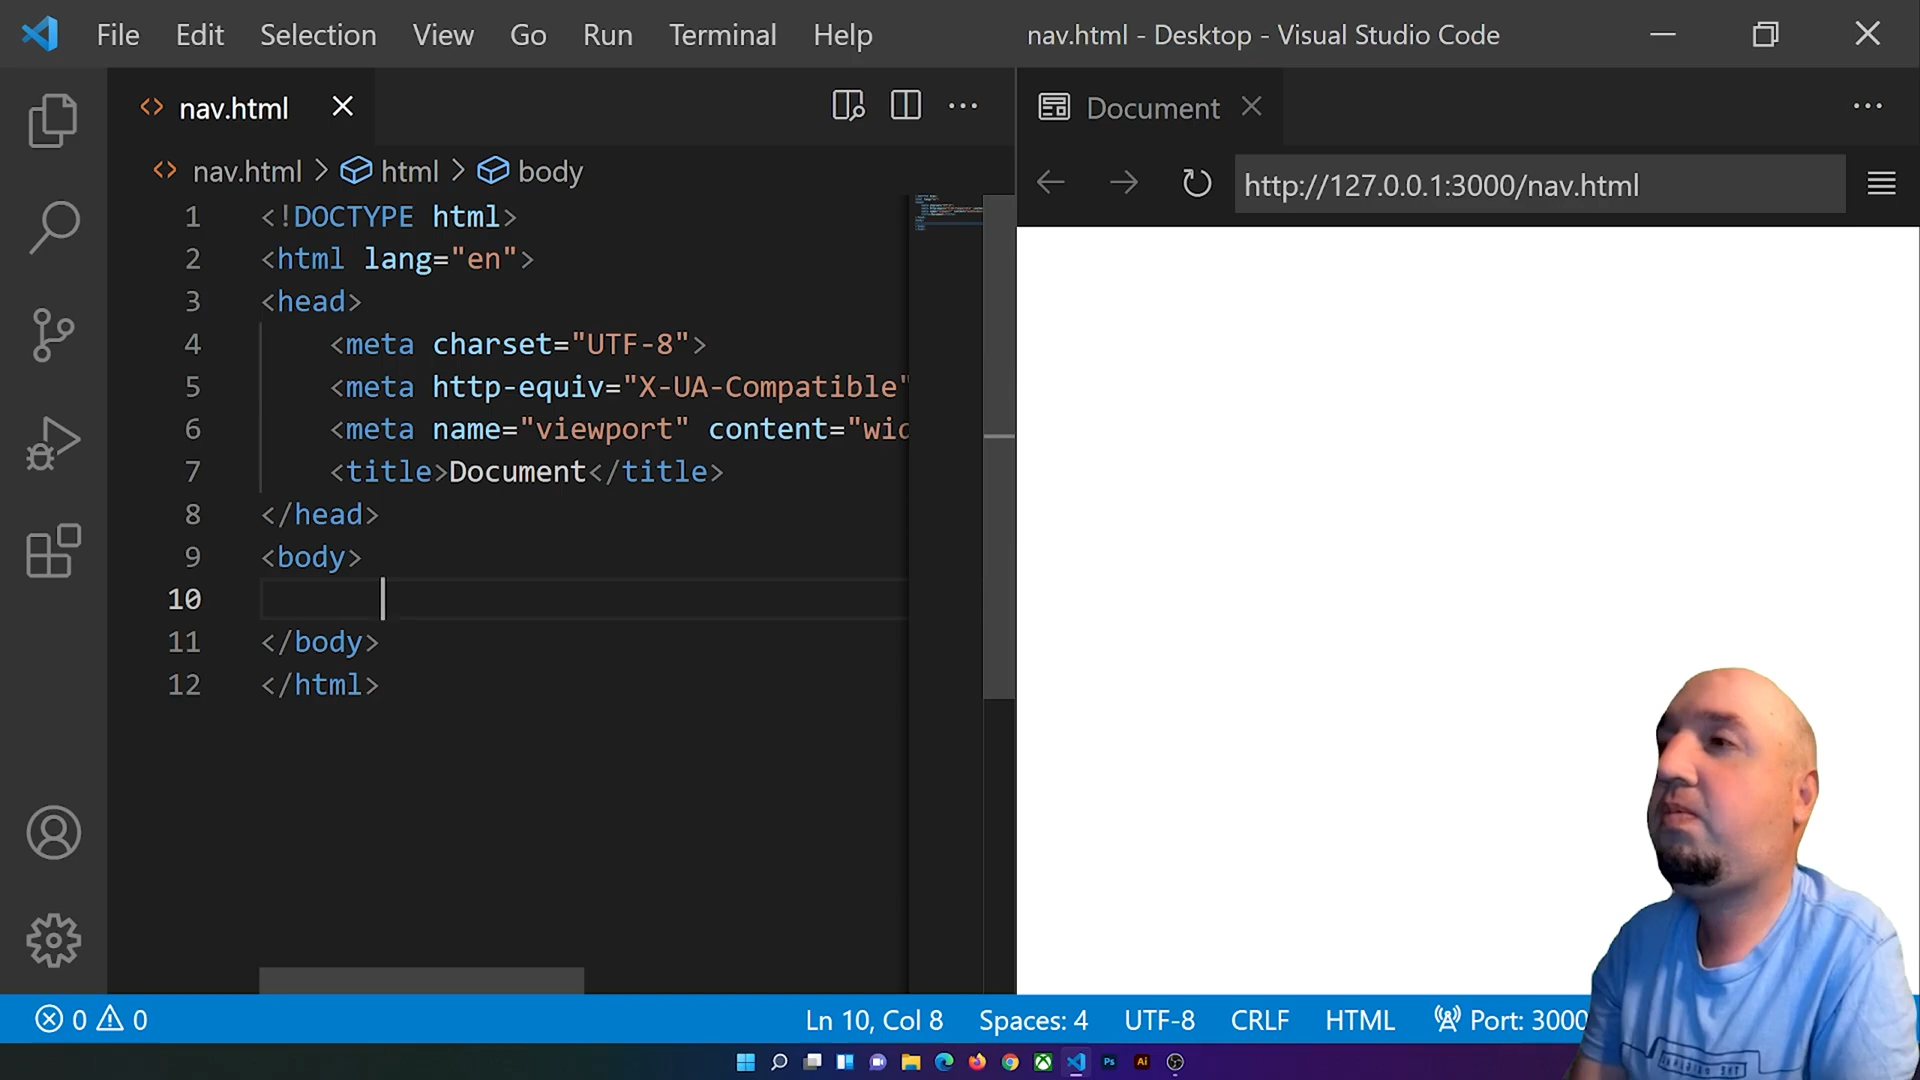 File Edit Selection View Go Run Terminal Help
nav.html - Desktop - Visual Studio Code
nav.html
Document
nav.html > html > body
http://127.0.0.1:3000/nav.html
1 <!DOCTYPE html>
2 <html lang="en">
3 <head>
4 <meta charset="UTF-8">
5 <meta http-equiv="X-UA-Compatible"
6 <meta name="viewport" content="wid
7 <title>Document</title>
8 </head>
9 <body>
10
11 </body>
12 </html>
0 0
Ln 10, Col 8
Spaces: 4
UTF-8
CRLF
HTML
Port: 3000
Ps
Ai